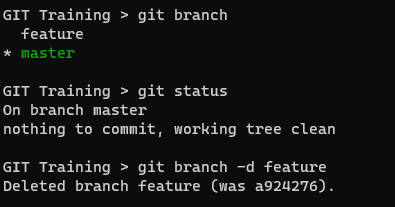 GIT Training > git branch
  feature
* master
GIT Training > git status
On branch master
nothing to commit, working tree clean
GIT Training > git branch -d feature
Deleted branch feature (was a924276).